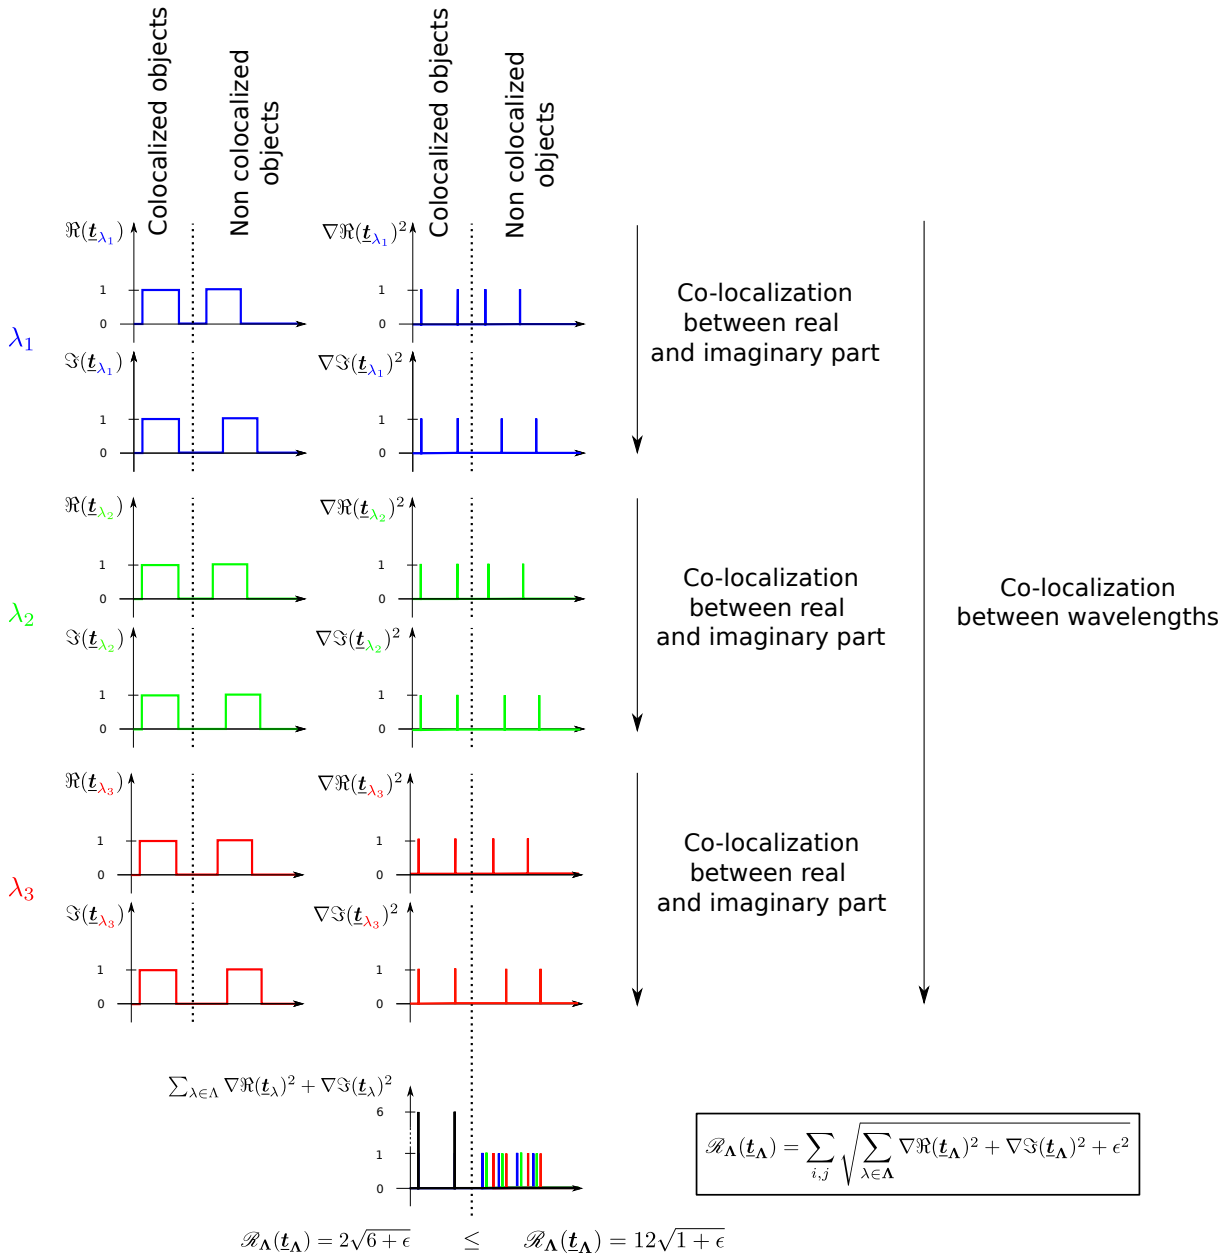 Colocalized objects
Non colocalized
objects
Colocalized objects
Non colocalized
objects
λ₁
ℜ(t_λ₁)
1
0
∇ℜ(t_λ₁)²
1
0
Co-localization
between real
and imaginary part
ℑ(t_λ₁)
1
0
∇ℑ(t_λ₁)²
1
0
λ₂
ℜ(t_λ₂)
1
0
∇ℜ(t_λ₂)²
1
0
Co-localization
between real
and imaginary part
Co-localization
between wavelengths
ℑ(t_λ₂)
1
0
∇ℑ(t_λ₂)²
1
0
λ₃
ℜ(t_λ₃)
1
0
∇ℜ(t_λ₃)²
1
0
Co-localization
between real
and imaginary part
ℑ(t_λ₃)
1
0
∇ℑ(t_λ₃)²
1
0
∑_{λ∈Λ} ∇ℜ(t_λ)² + ∇ℑ(t_λ)²
6
1
0
ℛ_Λ(t_Λ) = ∑_{i,j} √(∑_{λ∈Λ} ∇ℜ(t_Λ)² + ∇ℑ(t_Λ)² + ϵ²)
ℛ_Λ(t_Λ) = 2√(6 + ϵ) ≤ ℛ_Λ(t_Λ) = 12√(1 + ϵ)